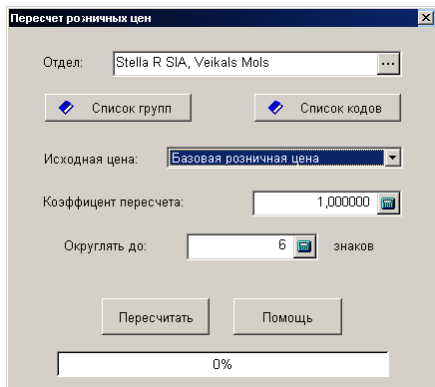 Пересчет розничных цен
Отдел: Stella R SIA, Veikals Mols ...
Список групп Список кодов
Исходная цена: Базовая розничная цена
Коэффицент пересчета: 1,000000
Округлять до: 6 знаков
Пересчитать Помощь
0%